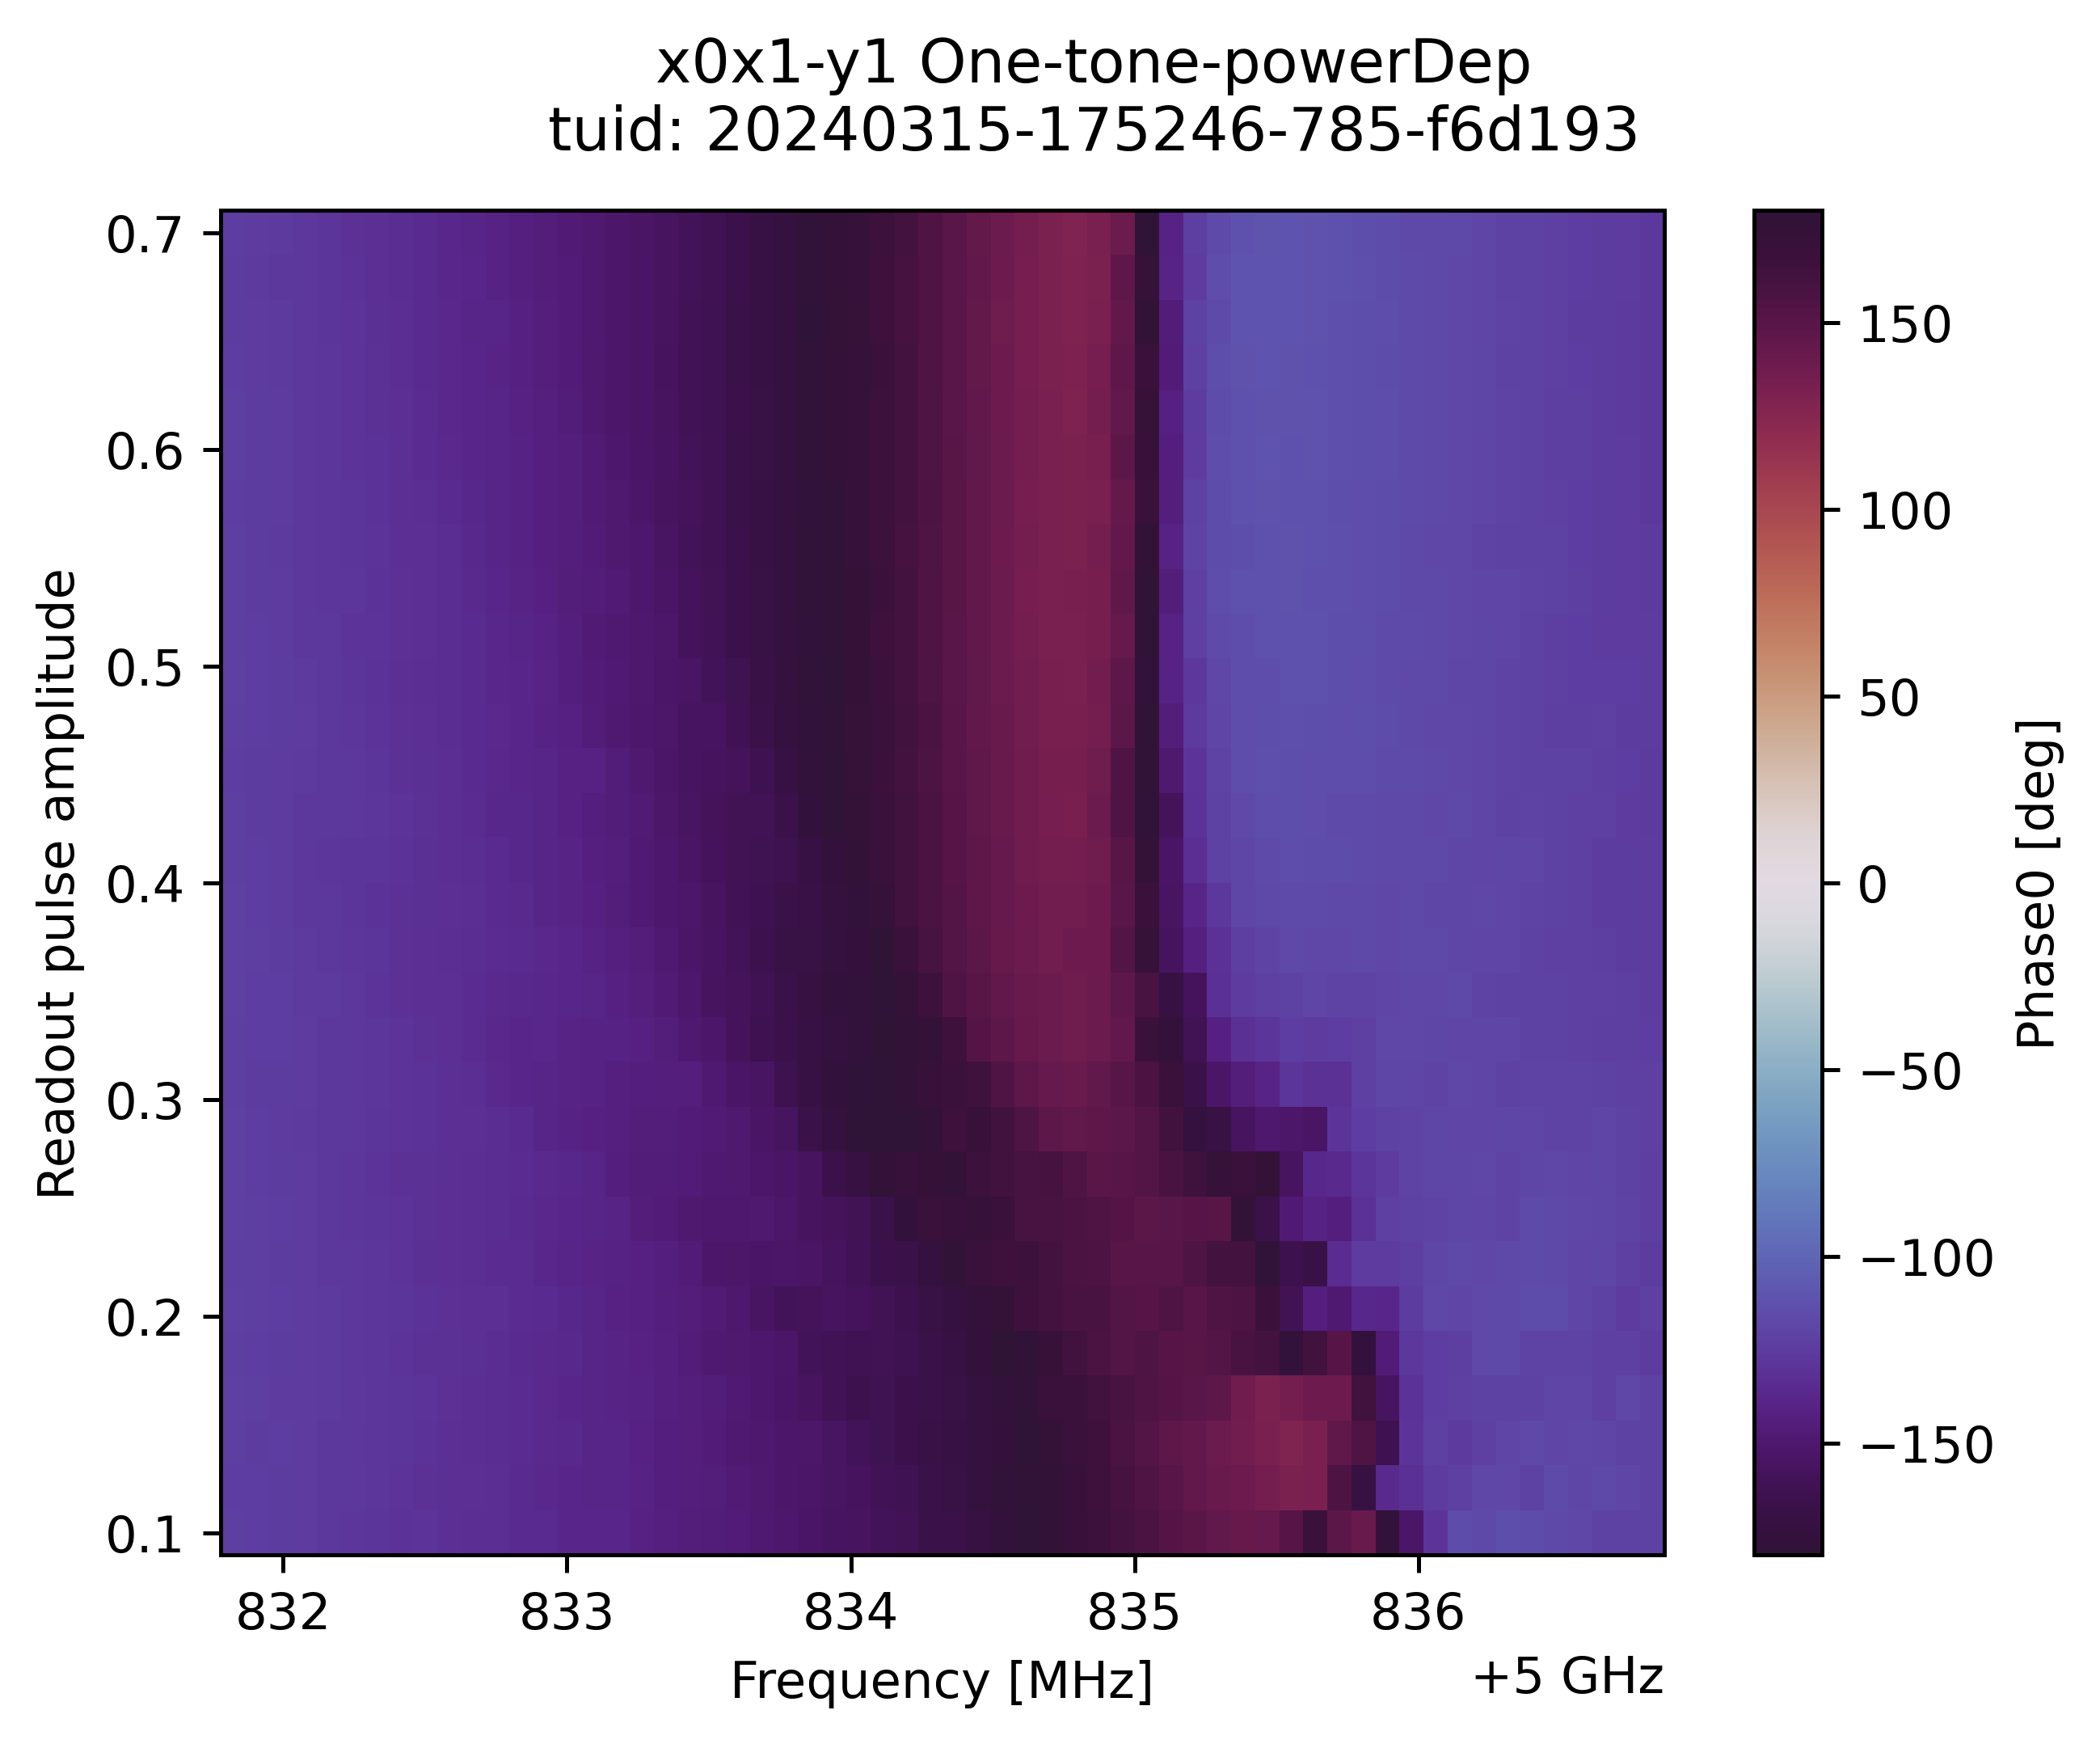 x0x1-y1 One-tone-powerDep
tuid: 20240315-175246-785-f6d193
Readout pulse amplitude
0.7
0.6
0.5
0.4
0.3
0.2
0.1
832 833 834 835 836
Frequency [MHz]
+5 GHz
150
100
50
0
−50
−100
−150
Phase0 [deg]